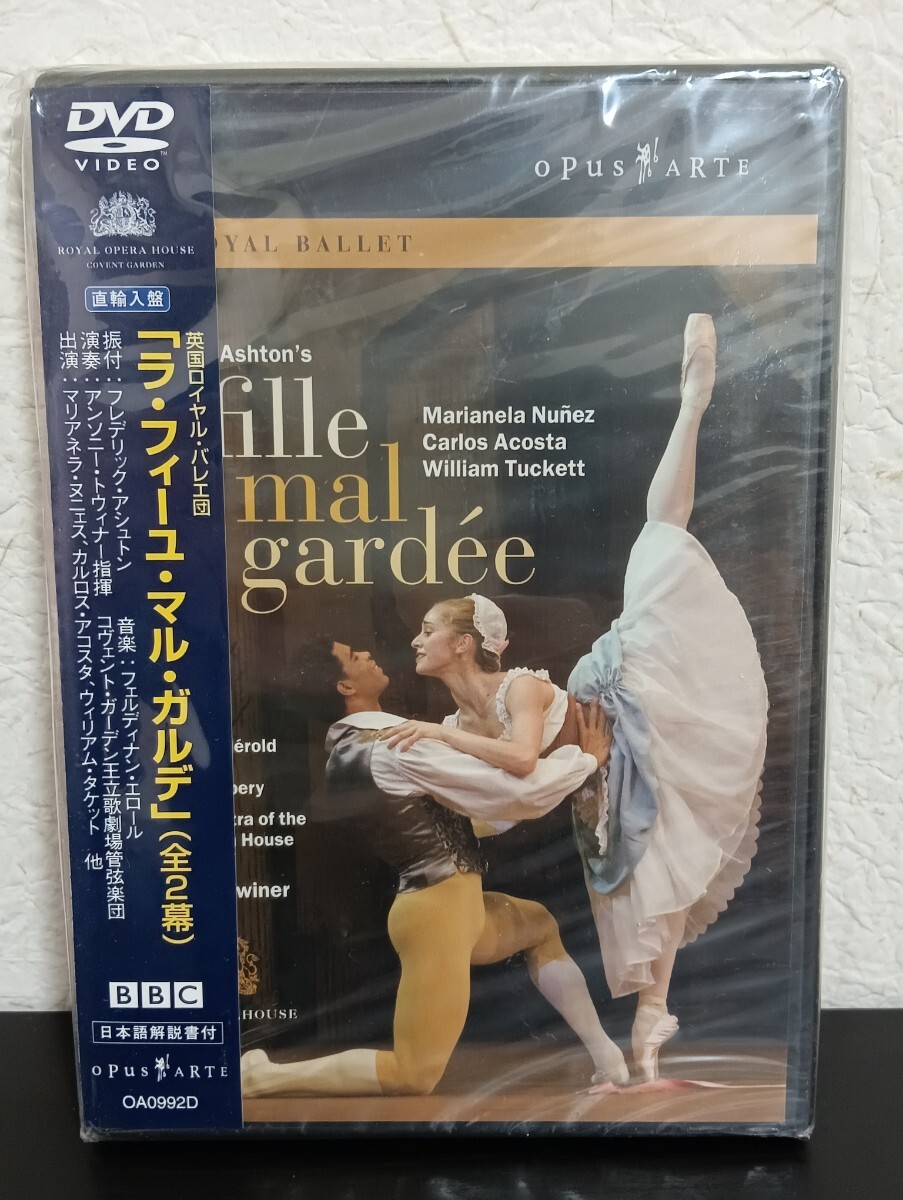 DVD
VIDEO
ROYAL OPERA HOUSE
COVENT GARDEN
直輸入盤
英国ロイヤル・バレエ団
「ラ・フィーユ・マル・ガルデ」(全2幕)
振付：フレデリック・アシュトン 音楽：フェルディナン・エロール
演奏：アンソニー・トウィナー指揮 コヴェント・ガーデン王立歌劇場管弦楽団
出演：マリアネラ・ヌニェス、カルロス・アコスタ、ウィリアム・タケット 他
BBC
日本語解説書付
OPUS ARTE
OA0992D
OPUS ARTE
YAL BALLET
Ashton's
fille
mal
gardée
Marianela Nuñez
Carlos Acosta
William Tuckett
érold
bery
tra of the
House
winer
HOUSE